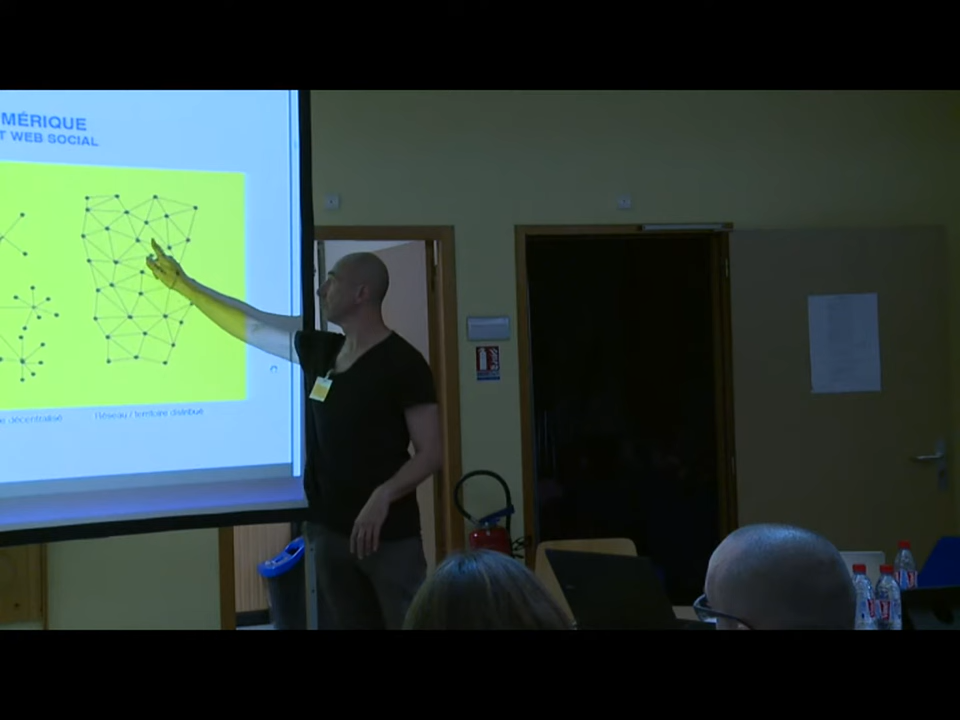 MÉRIQUE
T WEB SOCIAL
e décentralisé
Réseau / territoire distribué